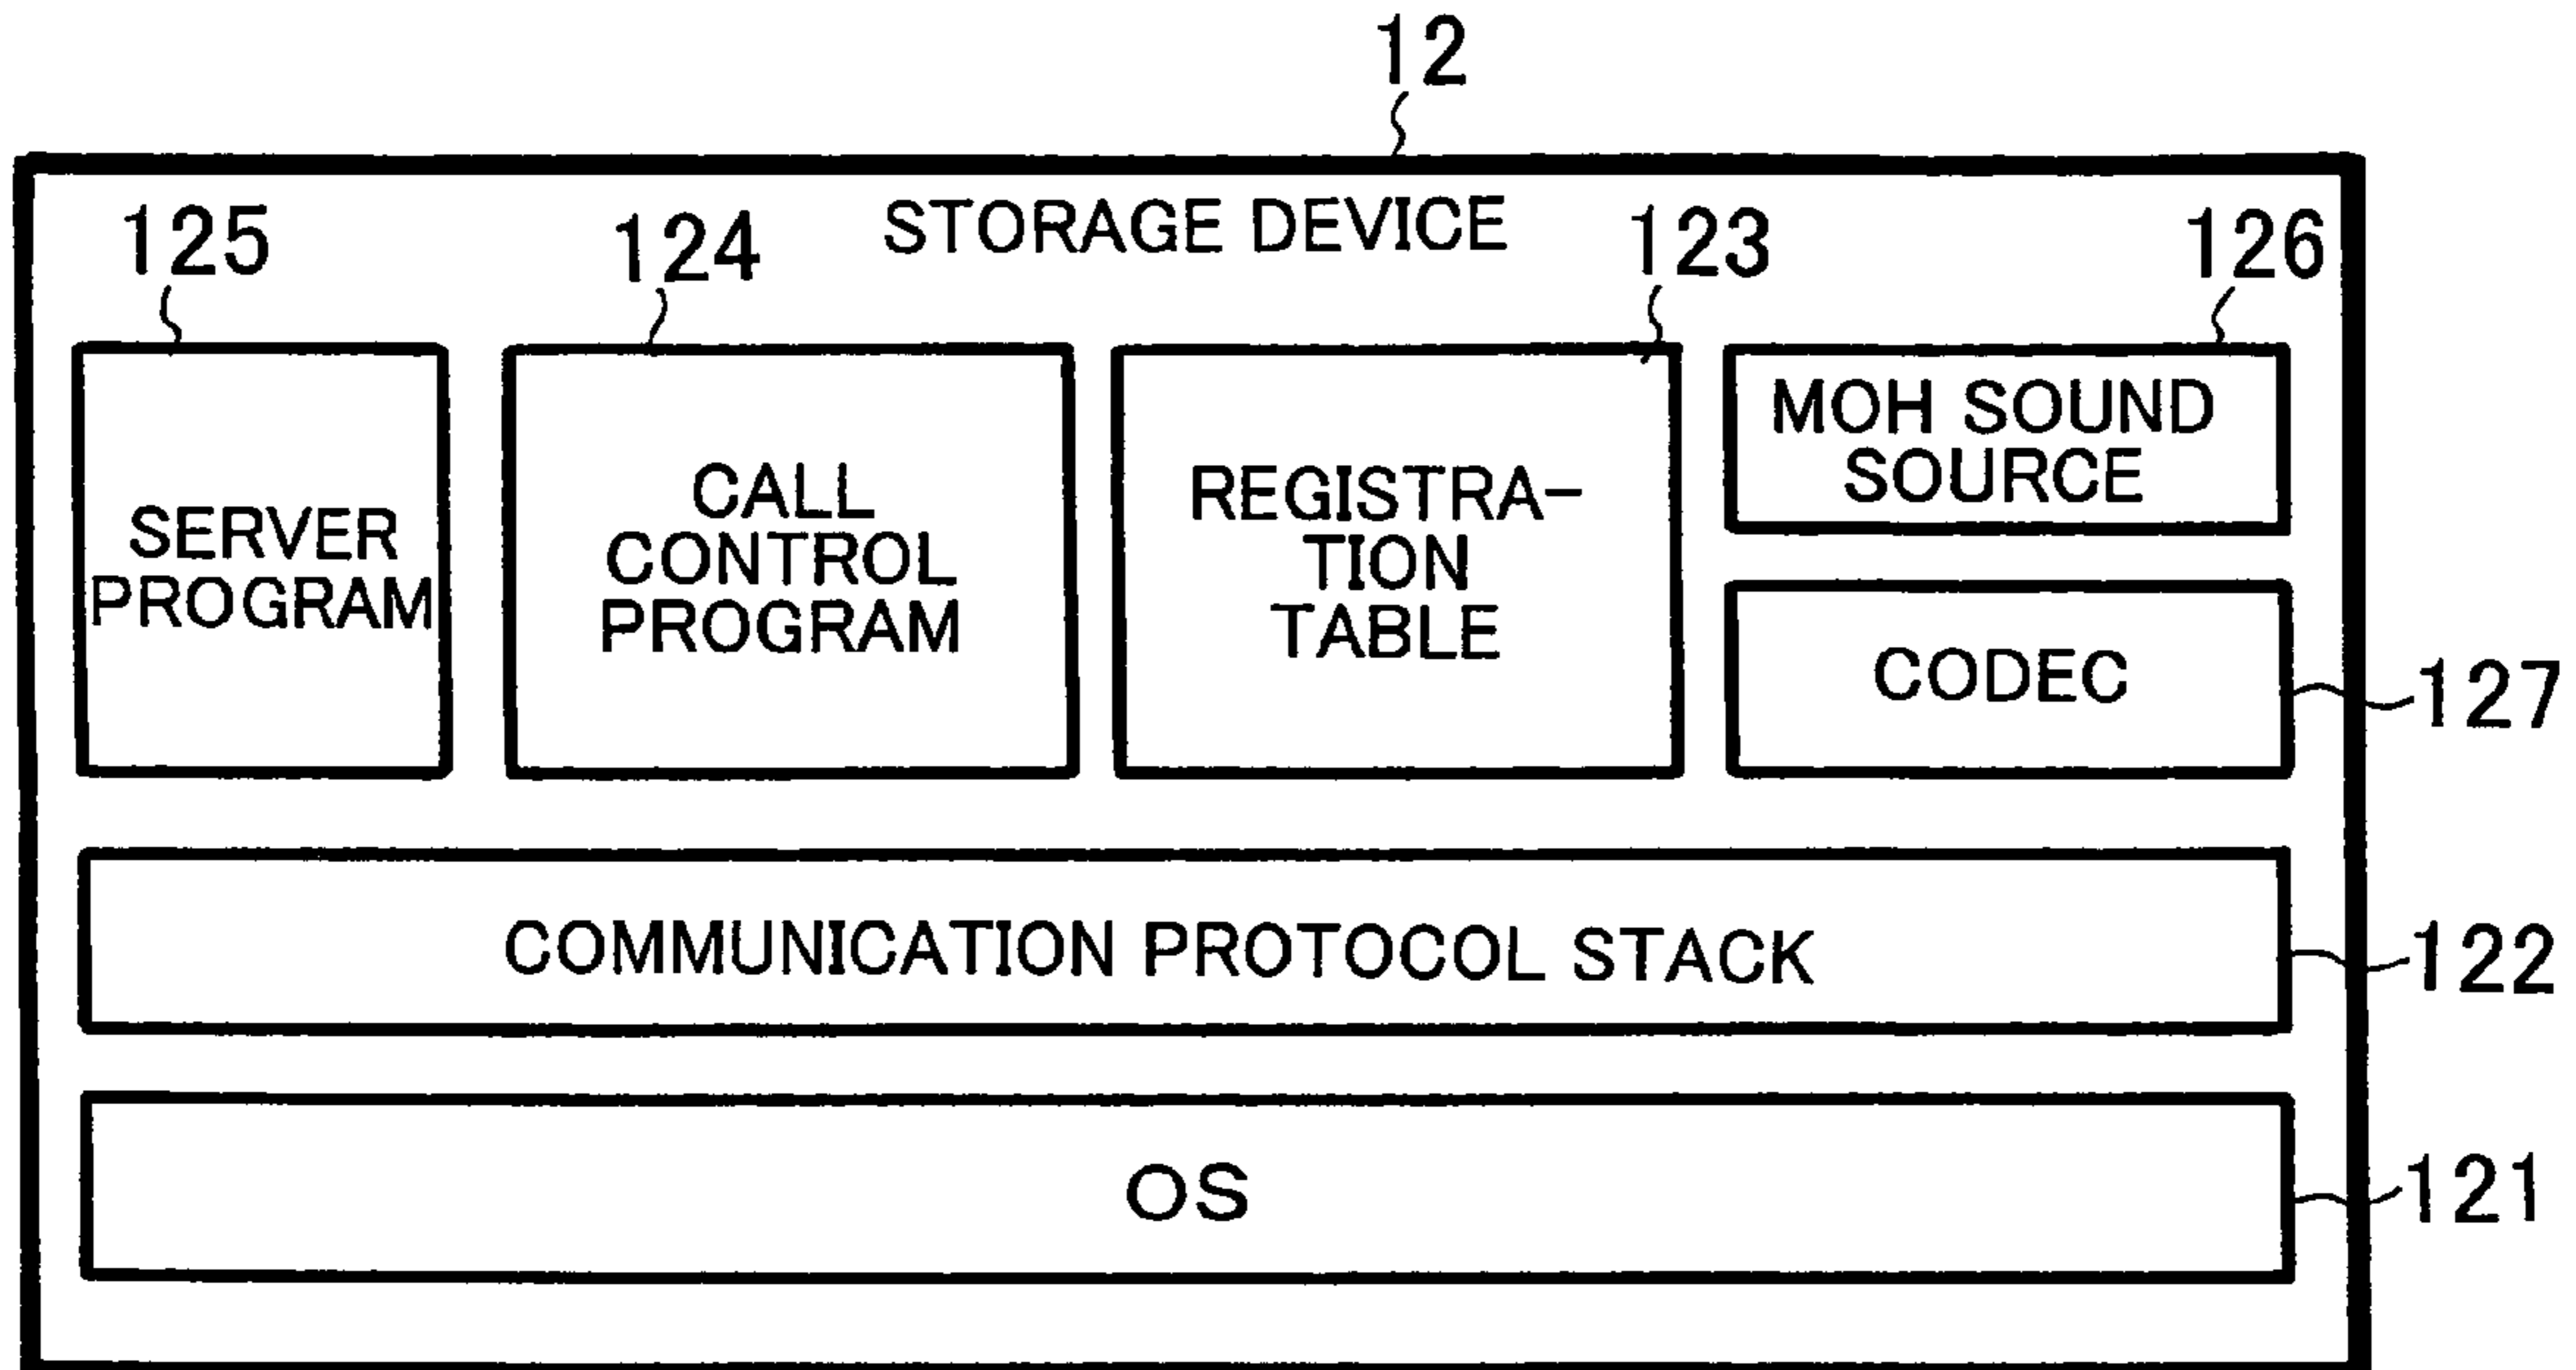 12
STORAGE DEVICE
125
124
123
126
SERVER
PROGRAM
CALL
CONTROL
PROGRAM
REGISTRA-
TION
TABLE
MOH SOUND
SOURCE
CODEC
127
COMMUNICATION PROTOCOL STACK
122
OS
121